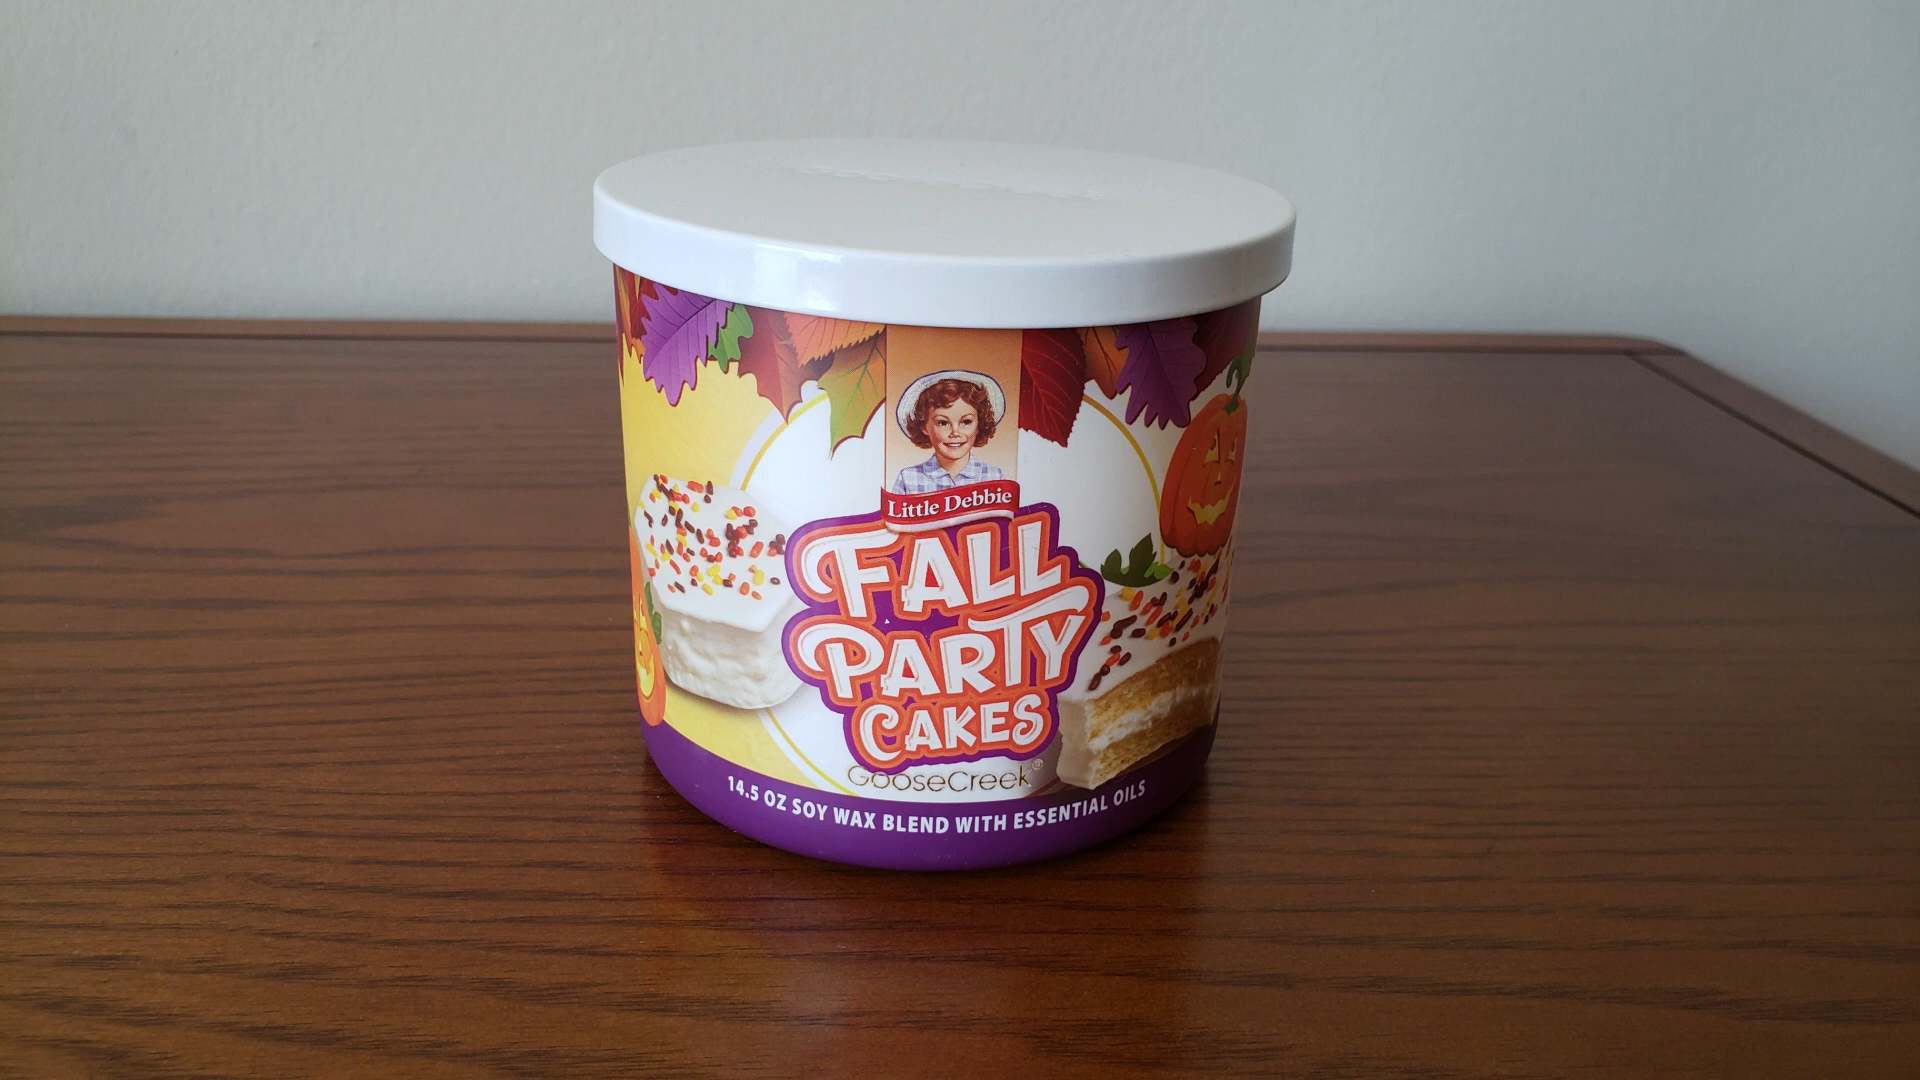 Little Debbie
FALL
PARTY
CAKES
GooseCreek®
14.5 OZ SOY WAX BLEND WITH ESSENTIAL OILS